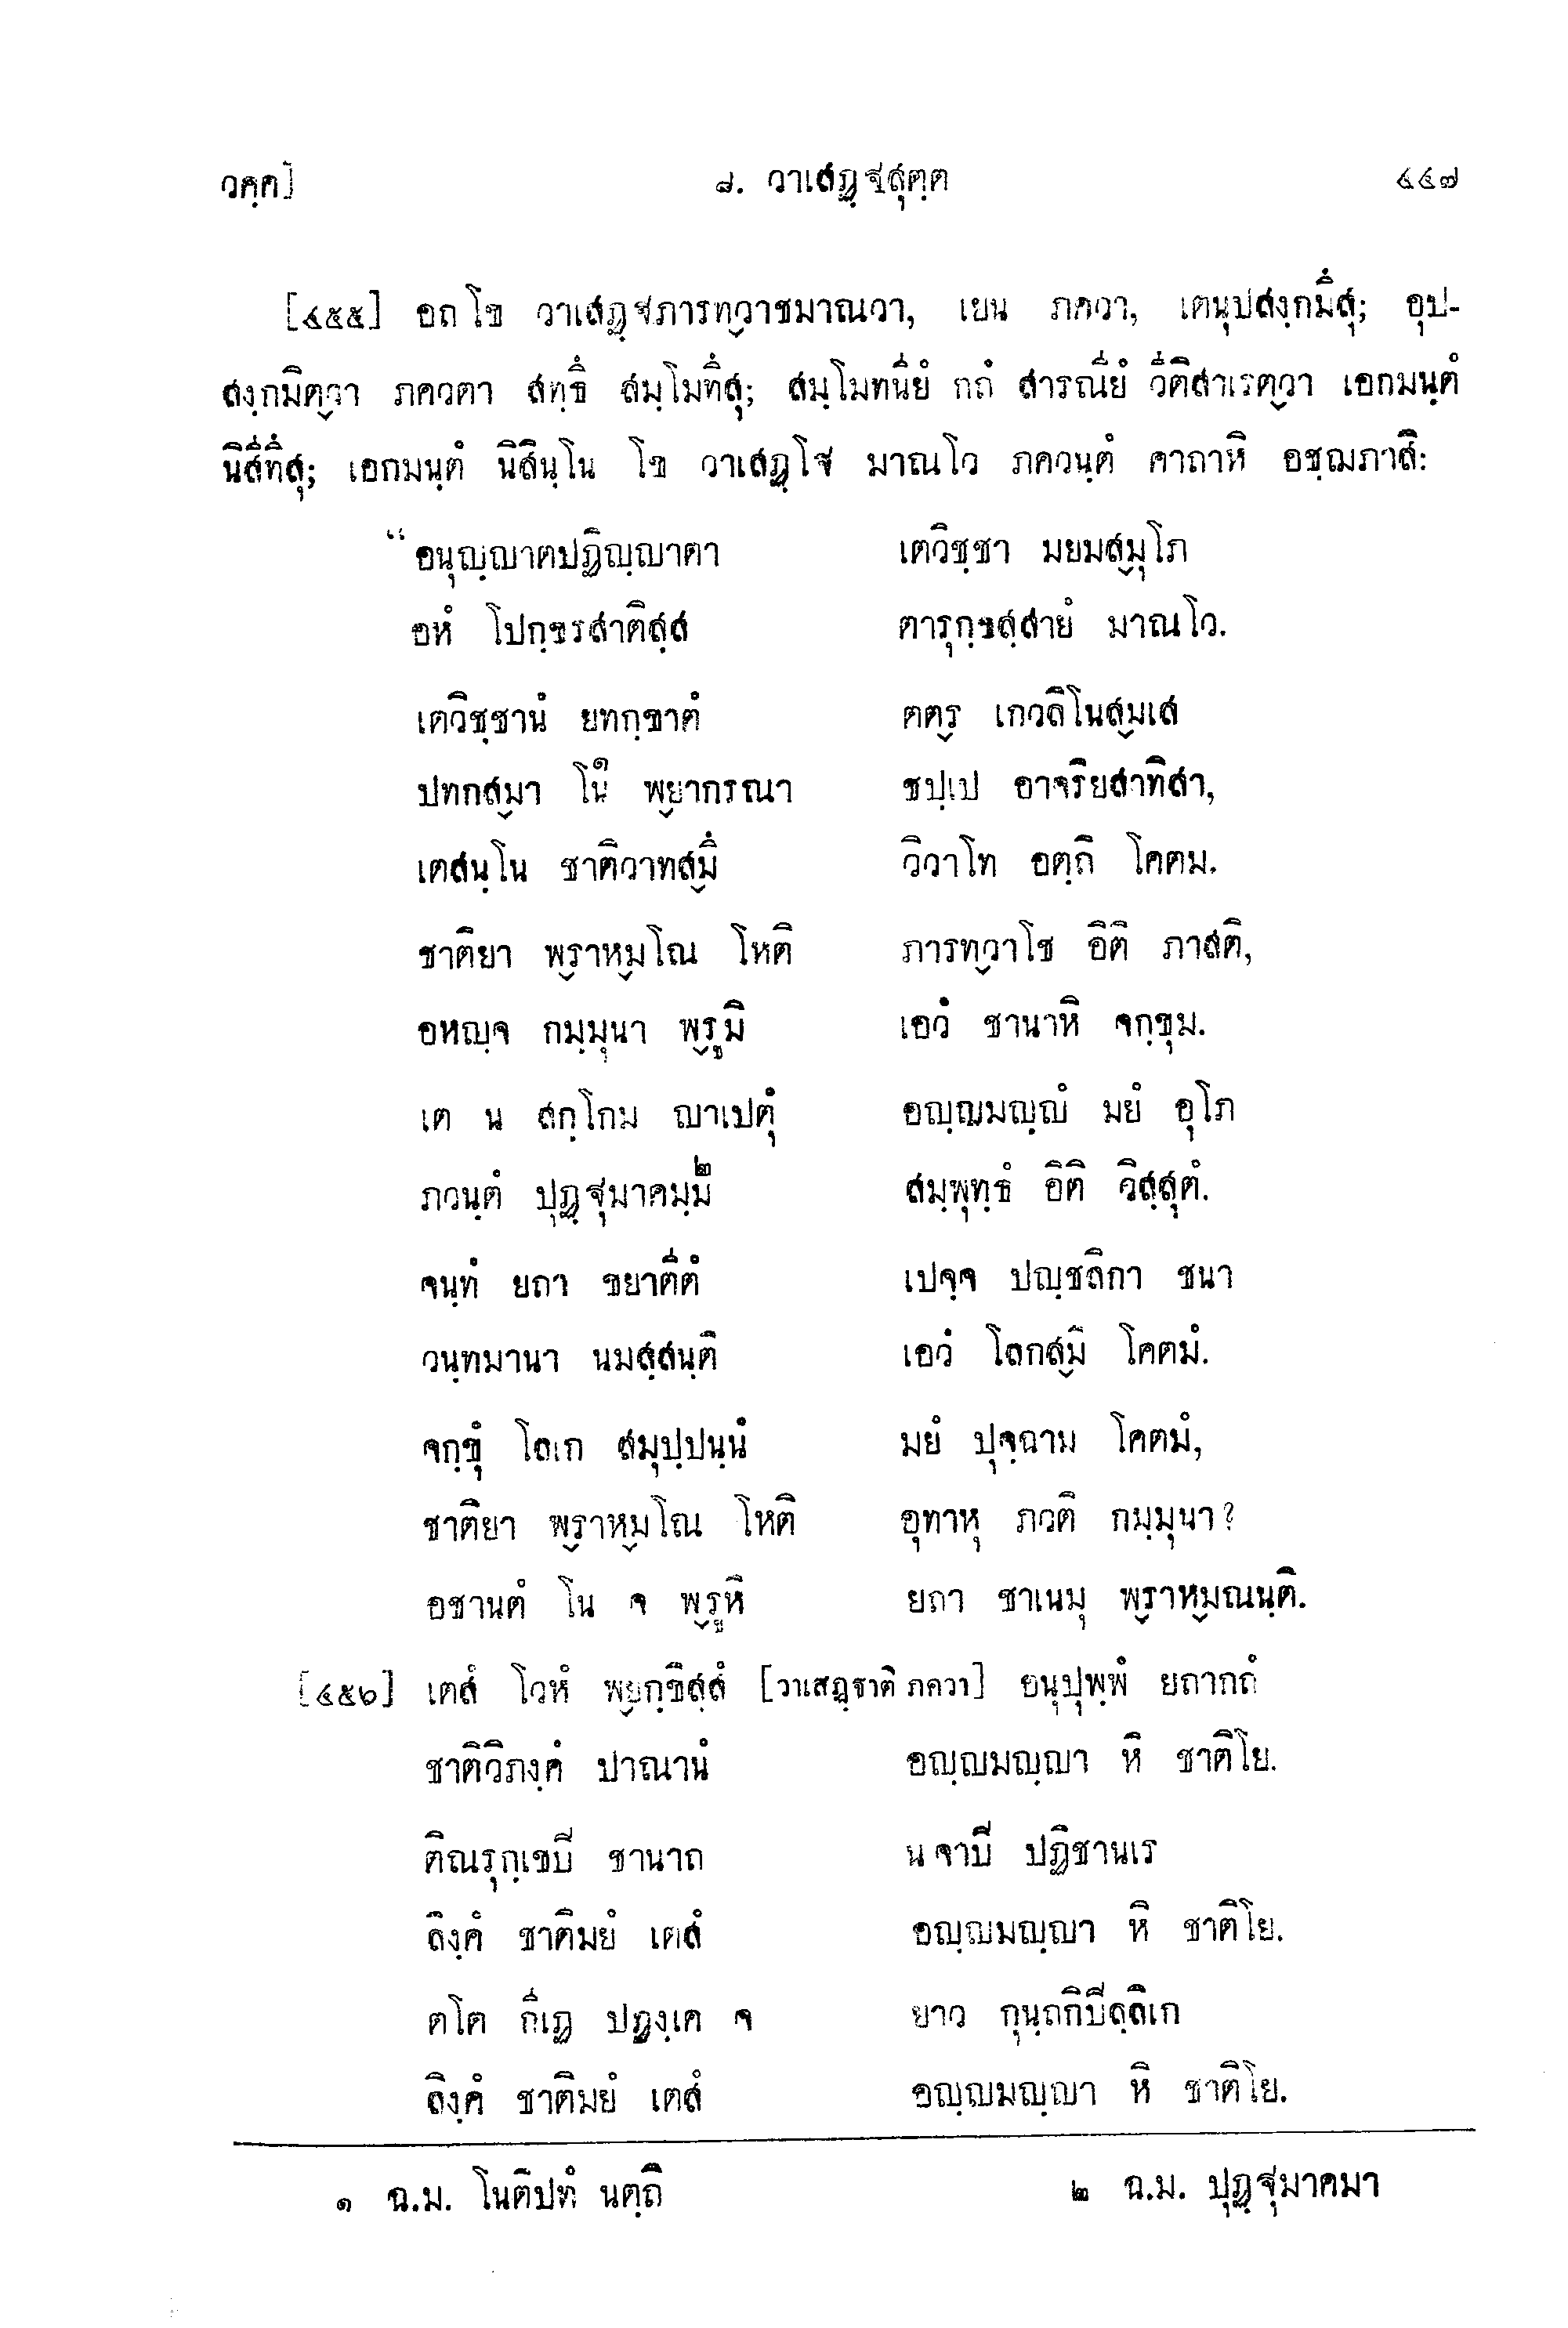 วคฺค]  ๘. วาเสฏฺฐสุตฺต  ๔๔๗
[๔๕๕] อถ โข วาเสฏฺฐภารทฺวาชมาณวา, เยน ภควา, เตนุปสงฺกมึสุ; อุป-
สงฺกมิตฺวา ภควตา สทฺธึ สมฺโมทึสุ; สมฺโมทนียํ กถํ สารณียํ วีติสาเรตฺวา เอกมนฺตํ
นิสีทึสุ; เอกมนฺตํ นิสินฺโน โข วาเสฏฺโฐ มาณโว ภควนฺตํ คาถาหิ อชฺฌภาสิ:
“อนุญฺญาตปฏิญฺญาตา  เตวิชฺชา มยมสฺมุโภ
อหํ โปกฺขรสาติสฺส  ตารุกฺขสฺสายํ มาณโว.
เตวิชฺชานํ ยทกฺขาตํ  ตตฺร เกวลิโนสฺมเส
ปทกสฺมา โน๑ พฺยากรณา  ชปฺเป อาจริยสาทิสา,
เตสนฺโน ชาติวาทสฺมึ  วิวาโท อตฺถิ โคตม.
ชาติยา พฺราหฺมโณ โหติ  ภารทฺวาโช อิติ ภาสติ,
อหญฺจ กมฺมุนา พฺรูมิ  เอวํ ชานาหิ จกฺขุม.
เต น สกฺโกม ญาเปตุํ  อญฺญมญฺญํ มยํ อุโภ
ภวนฺตํ ปุฏฺฐุมาคมฺม๒  สมฺพุทฺธํ อิติ วิสฺสุตํ.
จนฺทํ ยถา ขยาตีตํ  เปจฺจ ปญฺชลิกา ชนา
วนฺทมานา นมสฺสนฺติ  เอวํ โลกสฺมิ โคตมํ.
จกฺขุํ โลเก สมุปฺปนฺนํ  มยํ ปุจฺฉาม โคตมํ,
ชาติยา พฺราหฺมโณ โหติ  อุทาหุ ภวติ กมฺมุนา?
อชานตํ โน จ พฺรูหิ  ยถา ชาเนมุ พฺราหฺมณนฺติ.
[๔๕๖] เตสํ โวหํ พฺยกฺขิสฺสํ [วาเสฏฺฐาติ ภควา] อนุปุพฺพํ ยถากถํ
ชาติวิภงฺคํ ปาณานํ  อญฺญมญฺญา หิ ชาติโย.
ติณรุกฺเขปิ ชานาถ  น จาปิ ปฏิชานเร
ลิงฺคํ ชาติมยํ เตสํ  อญฺญมญฺญา หิ ชาติโย.
ตโต กีเฏ ปฏงฺเค จ  ยาว กุนฺถกิปิลฺลิเก
ลิงฺคํ ชาติมยํ เตสํ  อญฺญมญฺญา หิ ชาติโย.
๑ ฉ.ม. โนติปทํ นตฺถิ  ๒ ฉ.ม. ปุฏฺฐุมาคมา